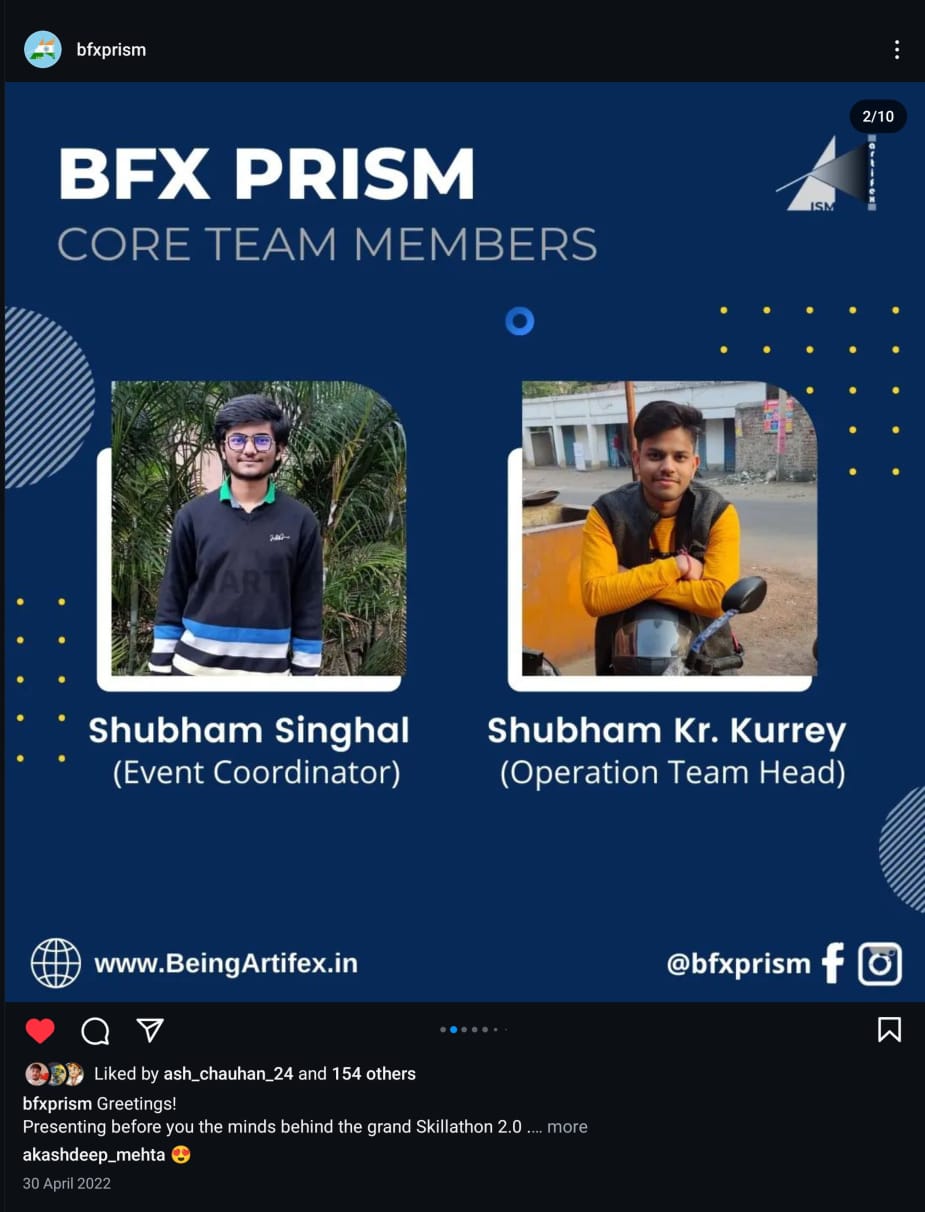 bfxprism
2/10
BFX PRISM
CORE TEAM MEMBERS
ISM
artifex
Shubham Singhal
(Event Coordinator)
Shubham Kr. Kurrey
(Operation Team Head)
www.BeingArtifex.in
@bfxprism
Liked by ash_chauhan_24 and 154 others
bfxprism Greetings!
Presenting before you the minds behind the grand Skillathon 2.0 .... more
akashdeep_mehta 😍
30 April 2022